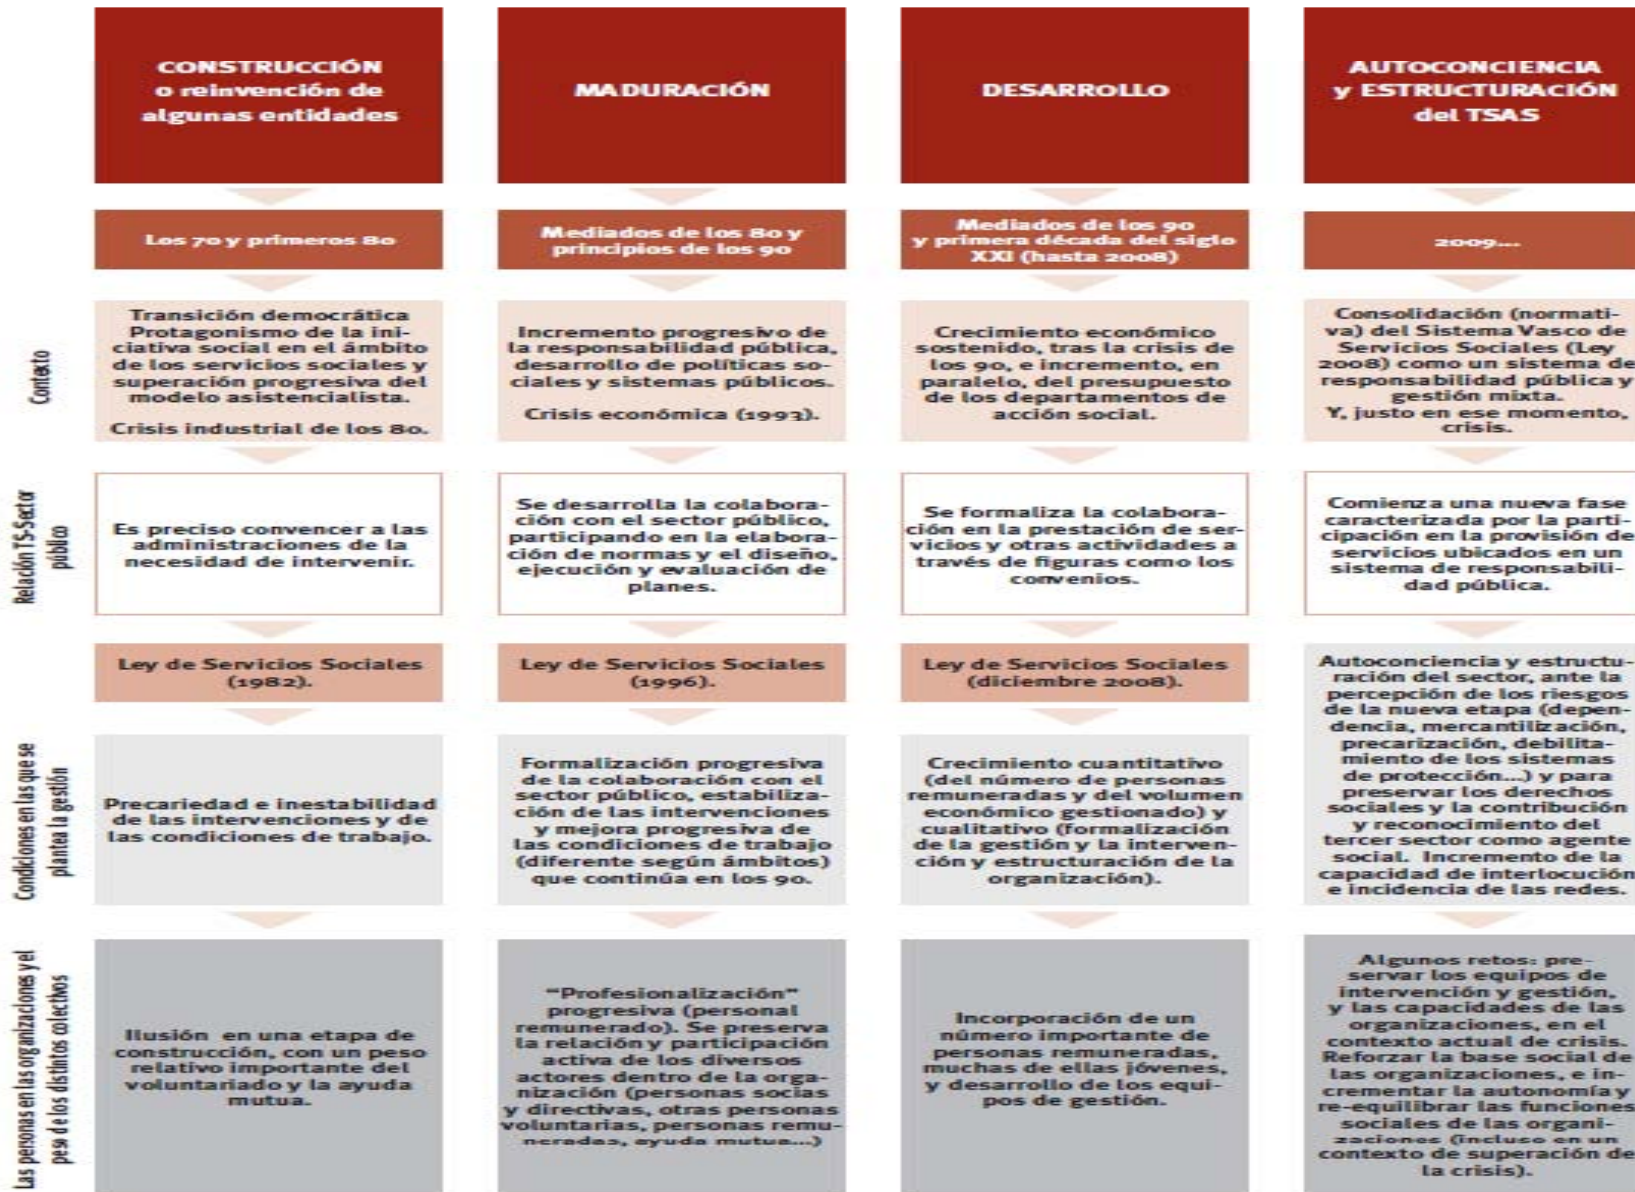 CONSTRUCCIÓN
o reinvención de
algunas entidades
MADURACIÓN
DESARROLLO
AUTOCONCIENCIA
y ESTRUCTURACIÓN
del TSAS
Los 70 y primeros 80
Mediados de los 80 y
principios de los 90
Mediados de los 90
y primera década del siglo
XXI (hasta 2008)
2009...
Contexto
Transición democrática
Protagonismo de la ini-
ciativa social en el ámbito
de los servicios sociales y
superación progresiva del
modelo asistencialista.
Crisis industrial de los 80.
Incremento progresivo de
la responsabilidad pública,
desarrollo de políticas so-
ciales y sistemas públicos.
Crisis económica (1993).
Crecimiento económico
sostenido, tras la crisis de
los 90, e incremento, en
paralelo, del presupuesto
de los departamentos de
acción social.
Consolidación (normati-
va) del Sistema Vasco de
Servicios Sociales (Ley
2008) como un sistema de
responsabilidad pública y
gestión mixta.
Y, justo en ese momento,
crisis.
Relación TS-Sector
público
Es preciso convencer a las
administraciones de la
necesidad de intervenir.
Se desarrolla la colabora-
ción con el sector público,
participando en la elabora-
ción de normas y el diseño,
ejecución y evaluación de
planes.
Se formaliza la colabora-
ción en la prestación de ser-
vicios y otras actividades a
través de figuras como los
convenios.
Comienza una nueva fase
caracterizada por la parti-
cipación en la provisión de
servicios ubicados en un
sistema de responsabili-
dad pública.
Ley de Servicios Sociales
(1982).
Ley de Servicios Sociales
(1996).
Ley de Servicios Sociales
(diciembre 2008).
Condiciones en las que se
plantea la gestión
Precariedad e inestabilidad
de las intervenciones y de
las condiciones de trabajo.
Formalización progresiva
de la colaboración con el
sector público, estabiliza-
ción de las intervenciones
y mejora progresiva de
las condiciones de trabajo
(diferente según ámbitos)
que continúa en los 90.
Crecimiento cuantitativo
(del número de personas
remuneradas y del volumen
económico gestionado) y
cualitativo (formalización
de la gestión y la interven-
ción y estructuración de la
organización).
Autoconciencia y estructu-
ración del sector, ante la
percepción de los riesgos
de la nueva etapa (depen-
dencia, mercantilización,
precarización, debilita-
miento de los sistemas
de protección...) y para
preservar los derechos
sociales y la contribución
y reconocimiento del
tercer sector como agente
social. Incremento de la
capacidad de interlocución
e incidencia de las redes.
Las personas en las organizaciones y el
peso de los distintos colectivos
Ilusión en una etapa de
construcción, con un peso
relativo importante del
voluntariado y la ayuda
mutua.
"Profesionalización"
progresiva (personal
remunerado). Se preserva
la relación y participación
activa de los diversos
actores dentro de la orga-
nización (personas socias
y directivas, otras personas
voluntarias, personas remu-
neradas, ayuda mutua...)
Incorporación de un
número importante de
personas remuneradas,
muchas de ellas jóvenes,
y desarrollo de los equi-
pos de gestión.
Algunos retos: pre-
servar los equipos de
intervención y gestión,
y las capacidades de las
organizaciones, en el
contexto actual de crisis.
Reforzar la base social de
las organizaciones, e in-
crementar la autonomía y
re-equilibrar las funciones
sociales de las organi-
zaciones (incluso en un
contexto de superación de
la crisis).